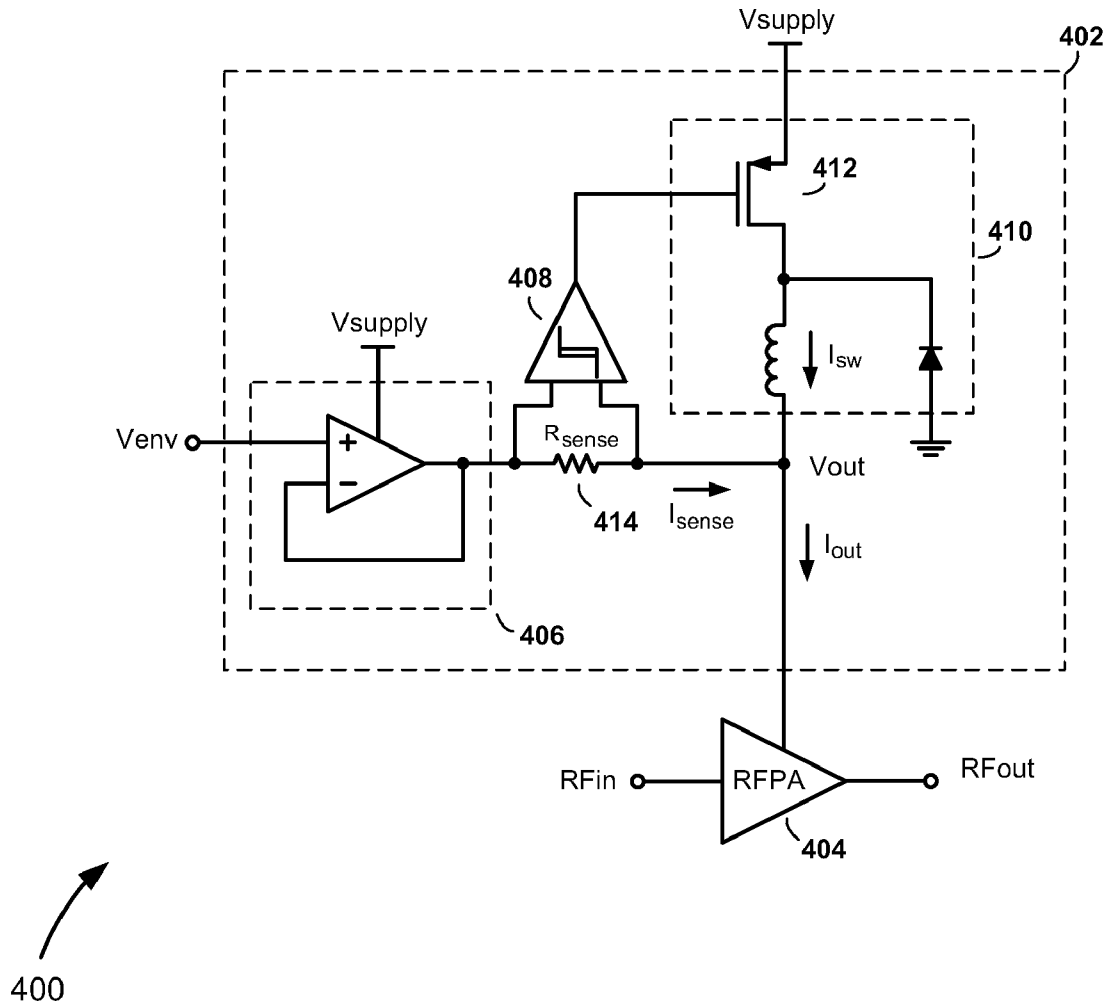 Vsupply
402
412
410
408
Vsupply
Isw
Venv
+
−
Rsense
Vout
414
Isense
Iout
406
RFin
RFPA
RFout
404
400